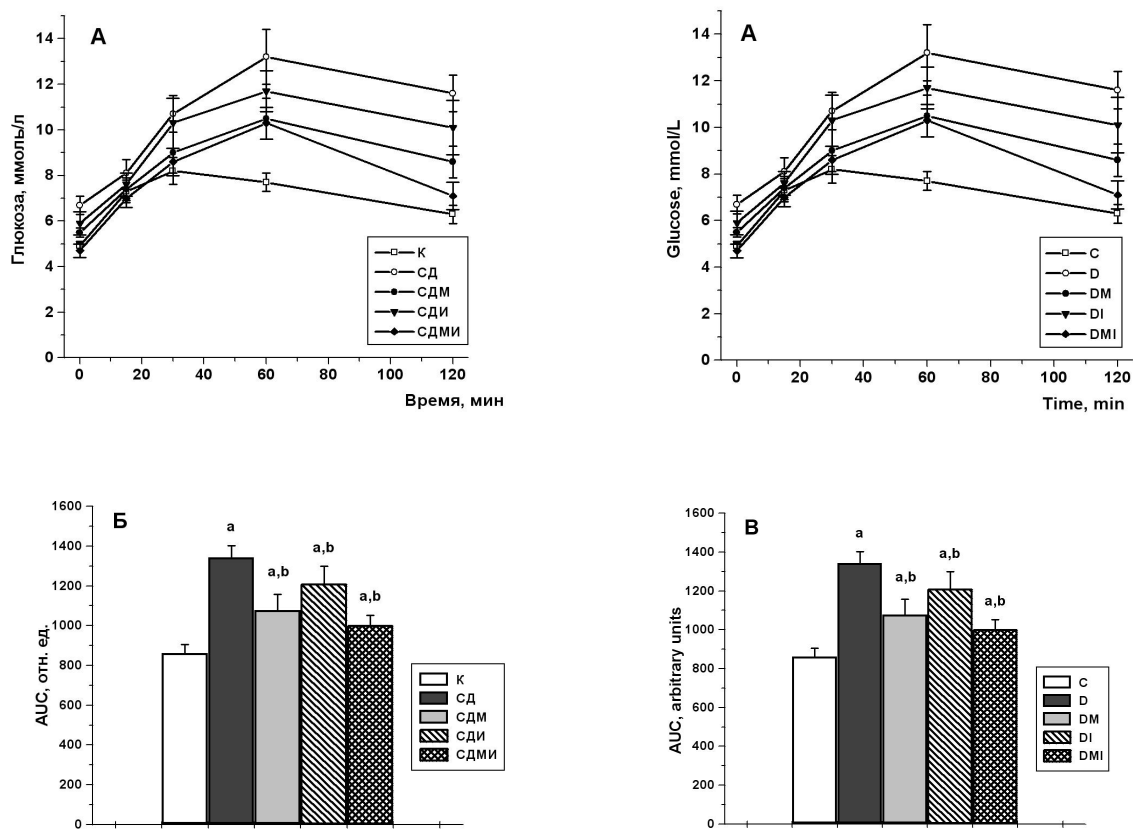 А
14
12
10
8
6
4
2
0
Глюкоза, ммоль/л
К
СД
СДМ
СДИ
СДМИ
0 20 40 60 80 100 120
Время, мин
А
14
12
10
8
6
4
2
0
Glucose, mmol/L
C
D
DM
DI
DMI
0 20 40 60 80 100 120
Time, min
Б
1600
1400
1200
1000
800
600
400
200
0
AUC, отн. ед.
a
a,b
a,b
a,b
К
СД
СДМ
СДИ
СДМИ
B
1600
1400
1200
1000
800
600
400
200
0
AUC, arbitrary units
a
a,b
a,b
a,b
C
D
DM
DI
DMI